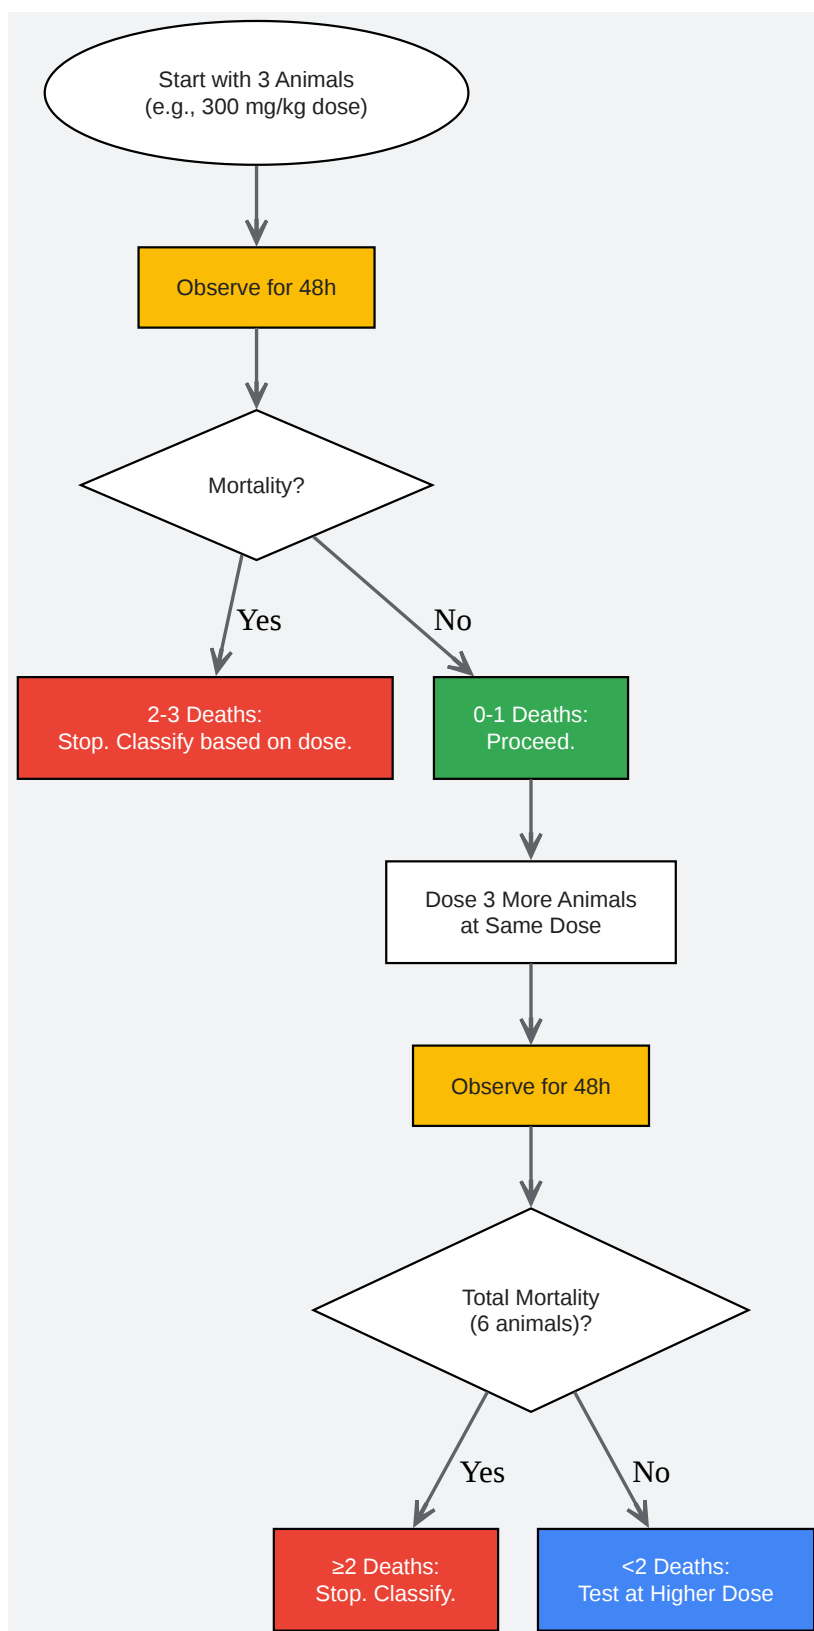 Start with 3 Animals
(e.g., 300 mg/kg dose)
Observe for 48h
Mortality?
Yes
No
2-3 Deaths:
Stop. Classify based on dose.
0-1 Deaths:
Proceed.
Dose 3 More Animals
at Same Dose
Observe for 48h
Total Mortality
(6 animals)?
Yes
No
≥2 Deaths:
Stop. Classify.
<2 Deaths:
Test at Higher Dose